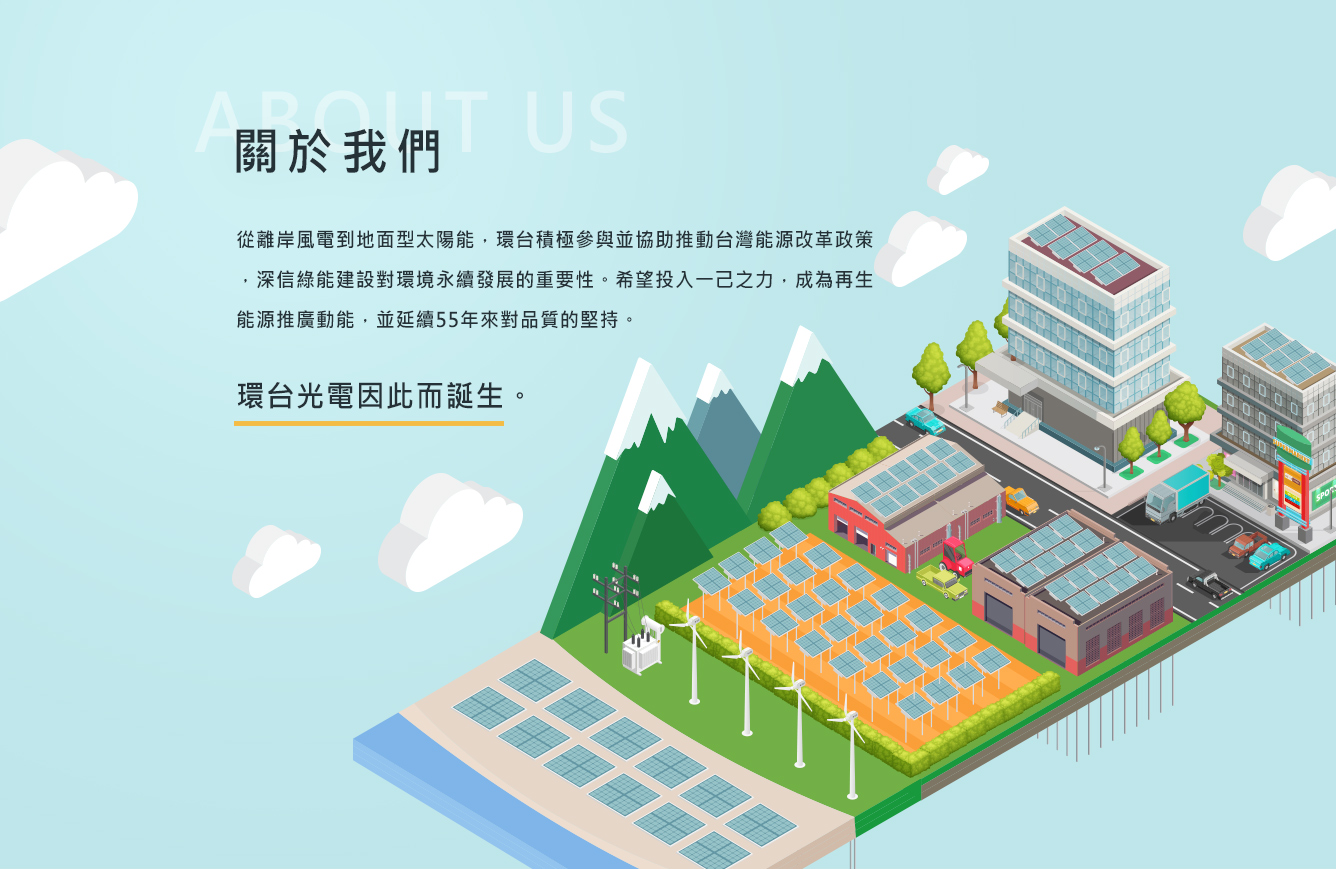 ABOUT US
關於我們
從離岸風電到地面型太陽能，環台積極參與並協助推動台灣能源改革政策
，深信綠能建設對環境永續發展的重要性。希望投入一己之力，成為再生
能源推廣動能，並延續55年來對品質的堅持。
環台光電因此而誕生。